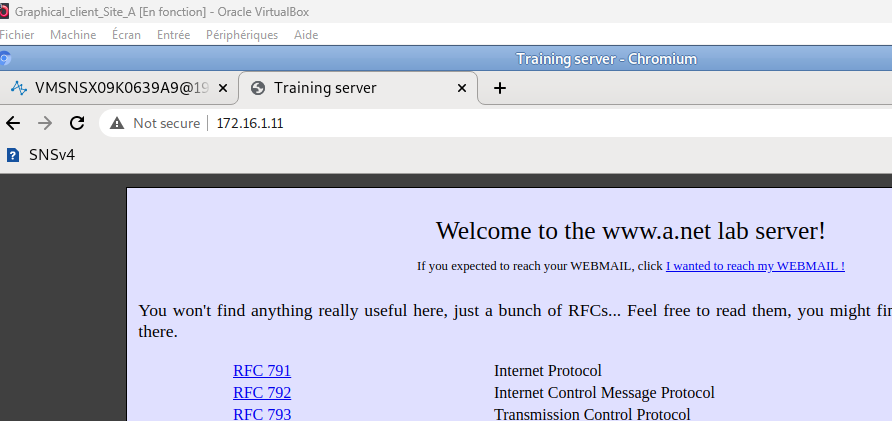 Graphical_client_Site_A [En fonction] - Oracle VirtualBox
Fichier Machine Écran Entrée Périphériques Aide
Training server - Chromium
VMSNSX09K0639A9@19
Training server
Not secure 172.16.1.11
SNSv4
Welcome to the www.a.net lab server!
If you expected to reach your WEBMAIL, click I wanted to reach my WEBMAIL !
You won't find anything really useful here, just a bunch of RFCs... Feel free to read them, you might fin
there.
RFC 791 Internet Protocol
RFC 792 Internet Control Message Protocol
RFC 793 Transmission Control Protocol